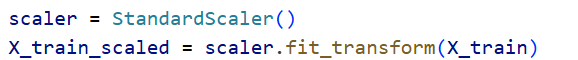 scaler = StandardScaler()
X_train_scaled = scaler.fit_transform(X_train)